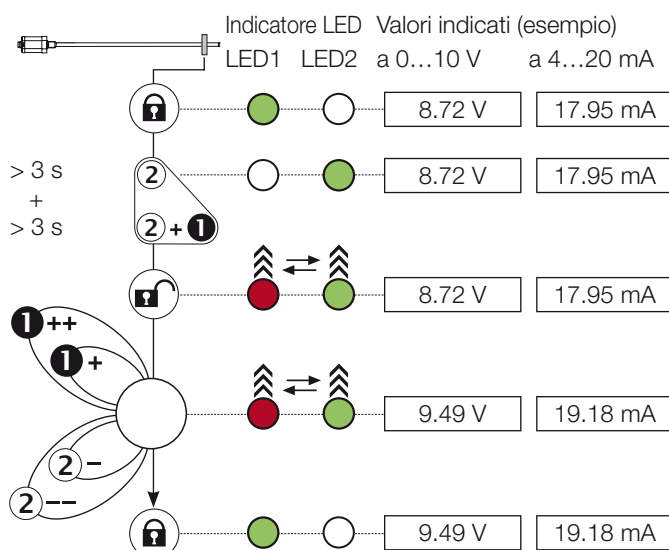 Indicatore LED Valori indicati (esempio)
LED1 LED2 a 0…10 V a 4…20 mA
8.72 V 17.95 mA
> 3 s 2 8.72 V 17.95 mA
+
> 3 s 2 + 1
8.72 V 17.95 mA
1 ++
1 +
9.49 V 19.18 mA
2 -
2 --
9.49 V 19.18 mA